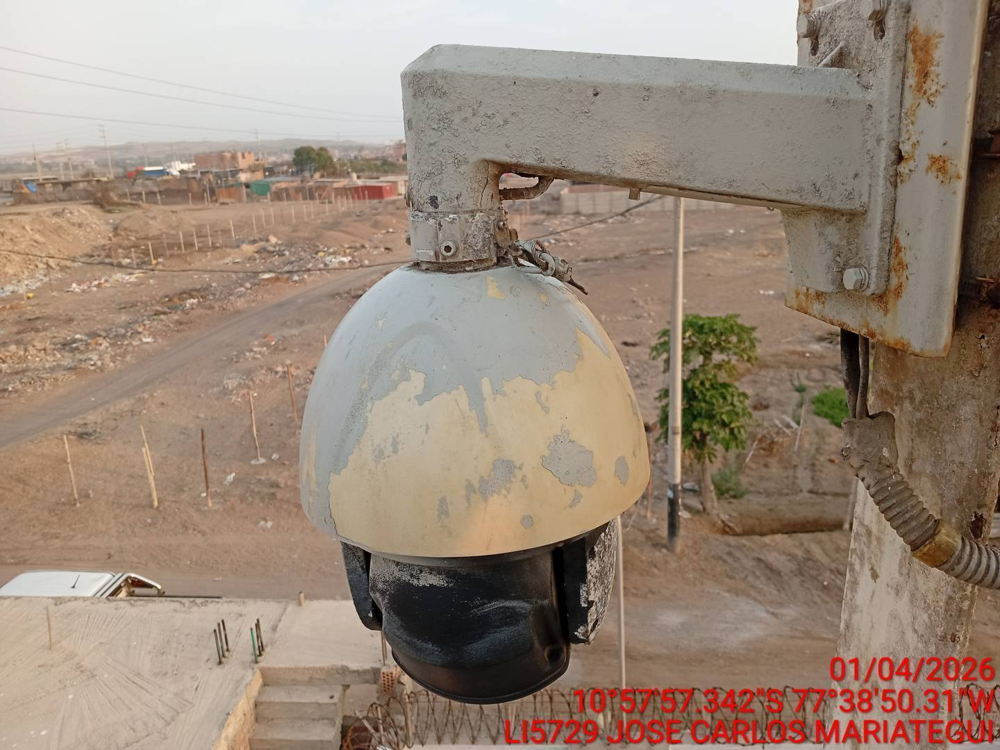 01/04/2026
10°57'57.342"S 77°38'50.31"W
LI5729 JOSE CARLOS MARIATEGUI